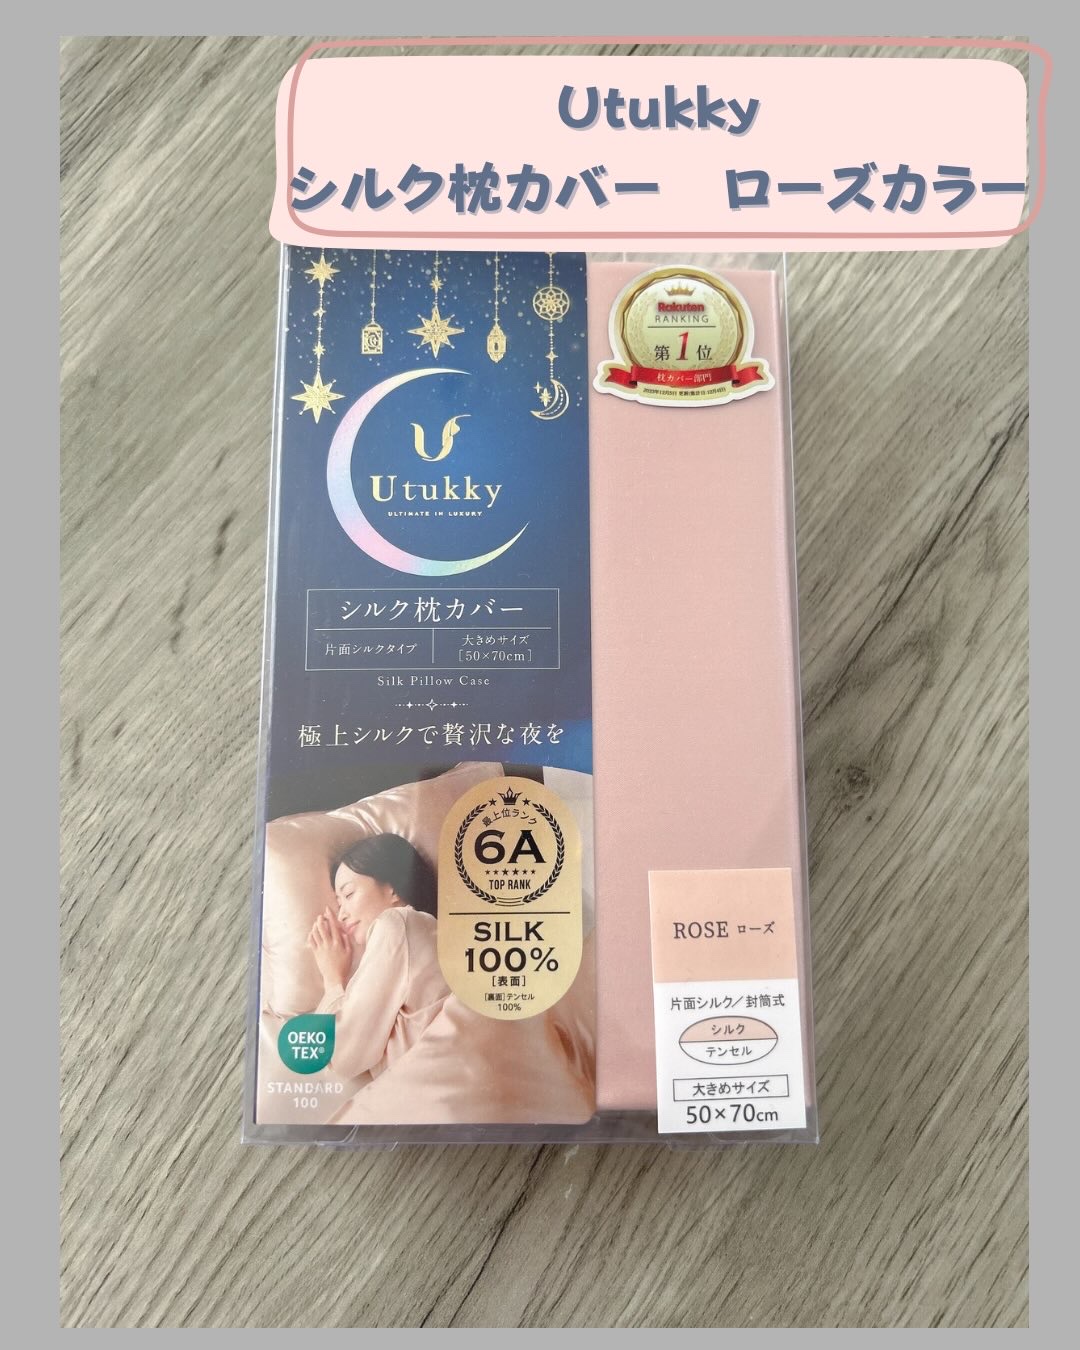 Utukky
シルク枕カバー　ローズカラー
Rakuten
RANKING
第1位
枕カバー部門
Utukky
ULTIMATE IN LUXURY
シルク枕カバー
片面シルクタイプ
大きめサイズ
[50×70cm]
Silk Pillow Case
極上シルクで贅沢な夜を
最上位ランク
6A
TOP RANK
SILK
100%
[表面]
[裏面]テンセル
100%
OEKO
TEX®
STANDARD
100
ROSE ローズ
片面シルク／封筒式
シルク
テンセル
大きめサイズ
50×70cm